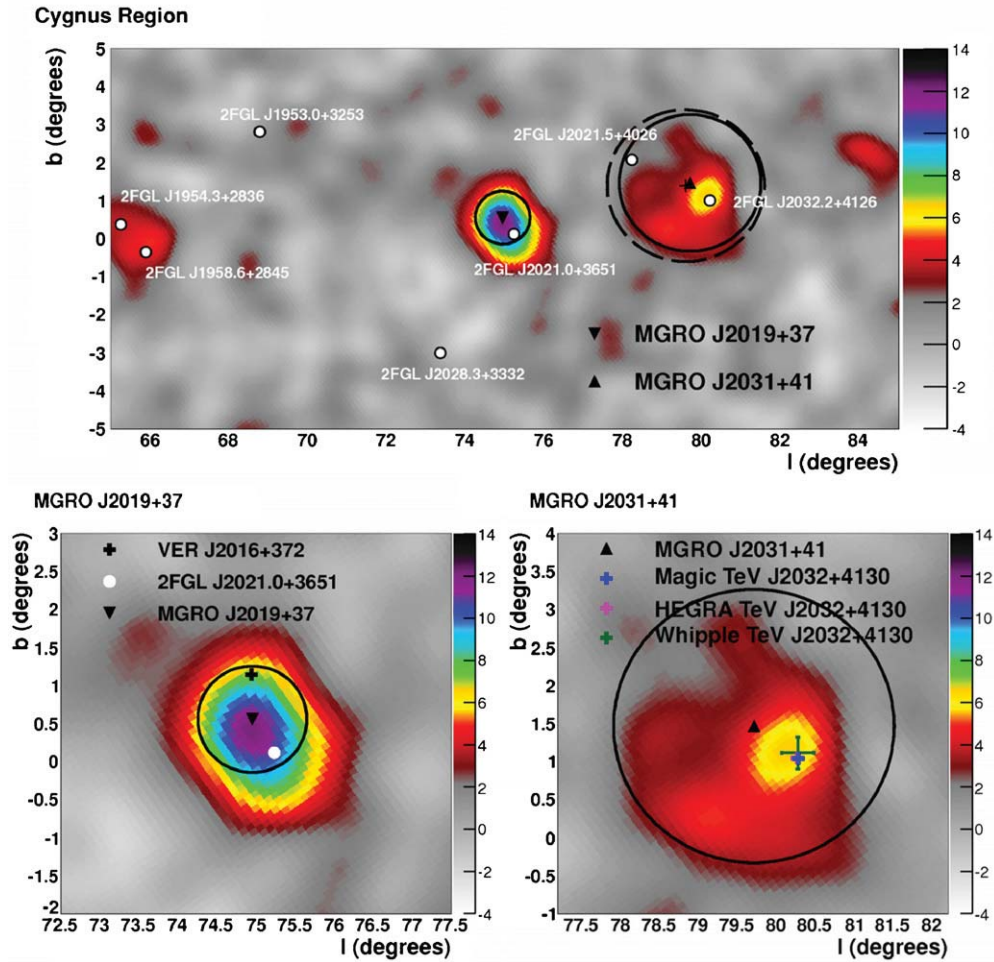 Cygnus Region
b (degrees)
5
4
3
2
1
0
-1
-2
-3
-4
-5
2FGL J1953.0+3253
2FGL J2021.5+4026
2FGL J1954.3+2836
2FGL J2032.2+4126
2FGL J1958.6+2845
2FGL J2021.0+3651
2FGL J2028.3+3332
MGRO J2019+37
MGRO J2031+41
66 68 70 72 74 76 78 80 82 84
l (degrees)
14
12
10
8
6
4
2
0
-2
-4
MGRO J2019+37
b (degrees)
3
2.5
2
1.5
1
0.5
0
-0.5
-1
-1.5
-2
VER J2016+372
2FGL J2021.0+3651
MGRO J2019+37
72.5 73 73.5 74 74.5 75 75.5 76 76.5 77 77.5
l (degrees)
14
12
10
8
6
4
2
0
-2
-4
MGRO J2031+41
b (degrees)
4
3.5
3
2.5
2
1.5
1
0.5
0
-0.5
-1
MGRO J2031+41
Magic TeV J2032+4130
HEGRA TeV J2032+4130
Whipple TeV J2032+4130
77.5 78 78.5 79 79.5 80 80.5 81 81.5 82
l (degrees)
14
12
10
8
6
4
2
0
-2
-4